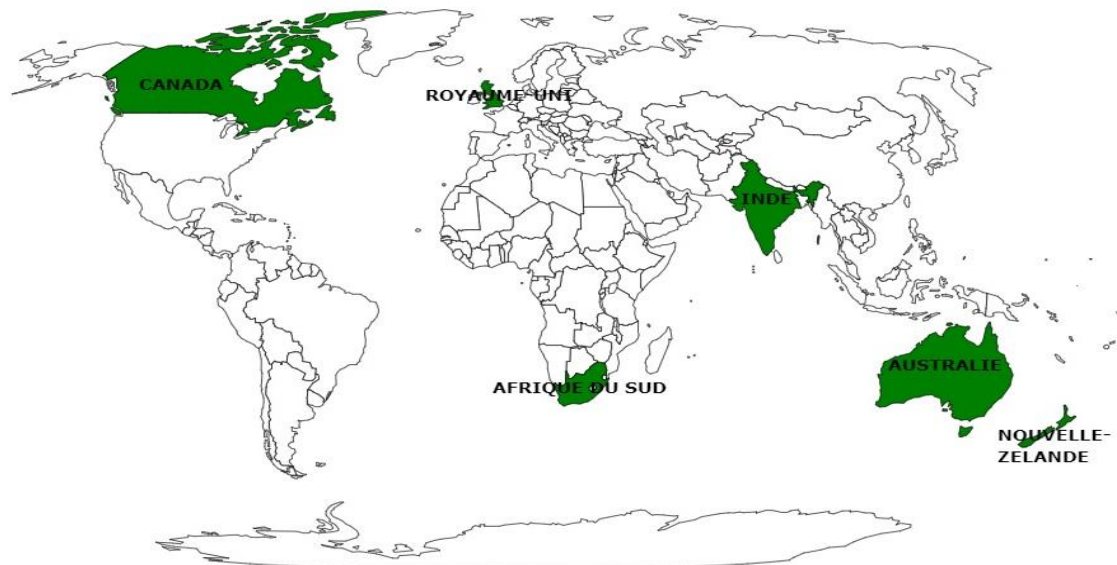 CANADA
ROYAUME-UNI
INDE
AUSTRALIE
AFRIQUE DU SUD
NOUVELLE-
ZELANDE